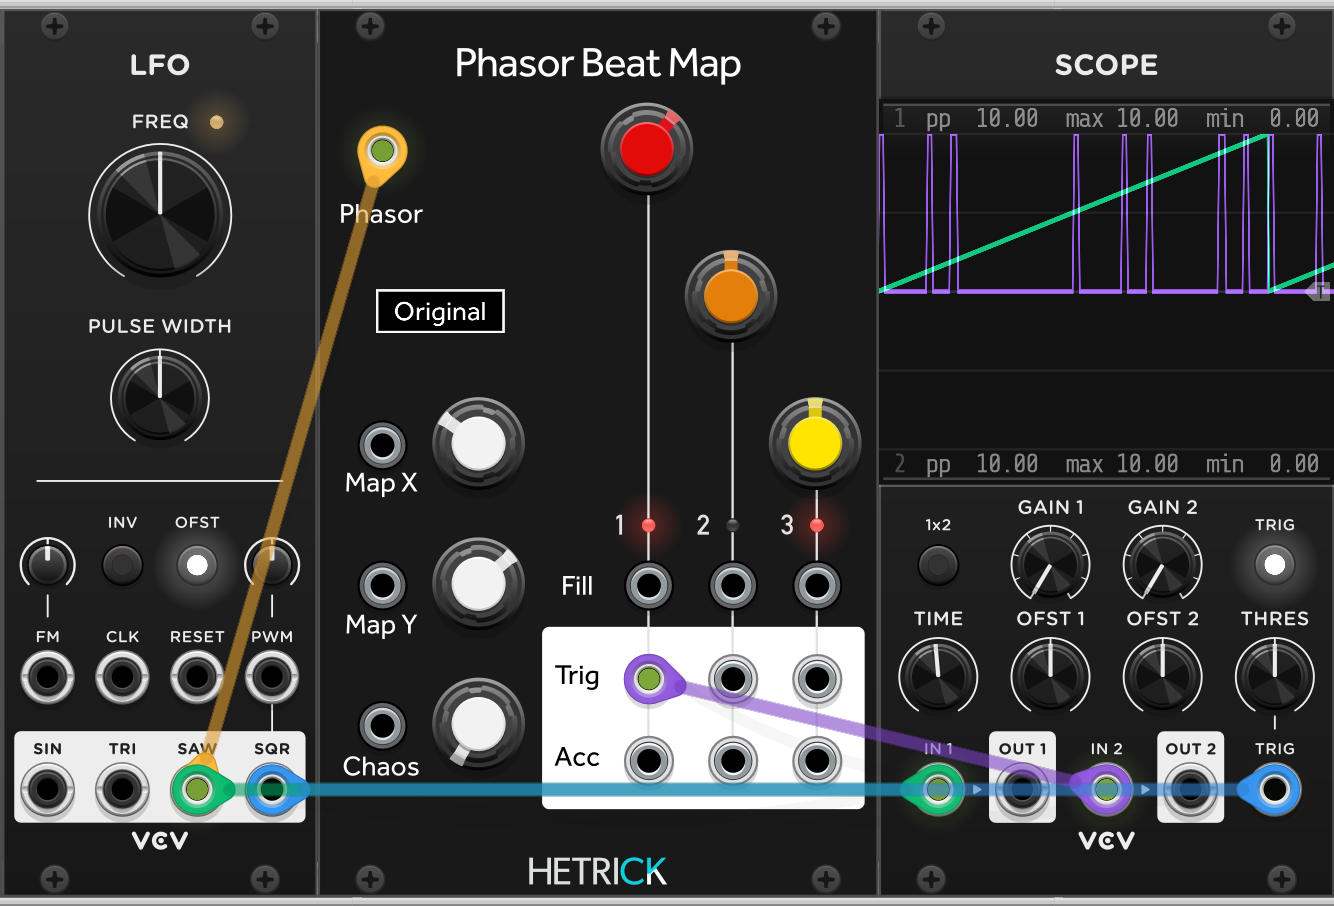 LFO
FREQ
PULSE WIDTH
INV
OFST
FM
CLK
RESET
PWM
SIN
TRI
SAW
SQR
VCV
Phasor Beat Map
Phasor
Original
Map X
Map Y
Chaos
1
2
3
Fill
Trig
Acc
HETRICK
SCOPE
1 pp 10.00 max 10.00 min 0.00
T
2 pp 10.00 max 10.00 min 0.00
1x2
GAIN 1
GAIN 2
TRIG
TIME
OFST 1
OFST 2
THRES
IN 1
OUT 1
IN 2
OUT 2
TRIG
VCV